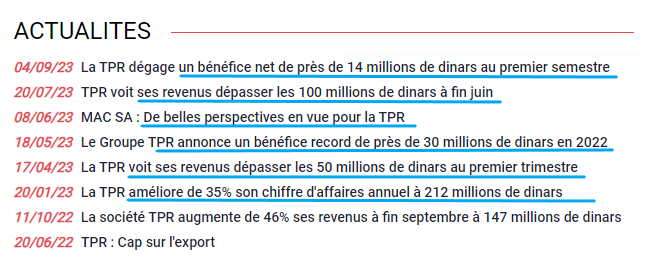 ACTUALITES
04/09/23 La TPR dégage un bénéfice net de près de 14 millions de dinars au premier semestre
20/07/23 TPR voit ses revenus dépasser les 100 millions de dinars à fin juin
08/06/23 MAC SA : De belles perspectives en vue pour la TPR
18/05/23 Le Groupe TPR annonce un bénéfice record de près de 30 millions de dinars en 2022
17/04/23 La TPR voit ses revenus dépasser les 50 millions de dinars au premier trimestre
20/01/23 La TPR améliore de 35% son chiffre d'affaires annuel à 212 millions de dinars
11/10/22 La société TPR augmente de 46% ses revenus à fin septembre à 147 millions de dinars
20/06/22 TPR : Cap sur l'export